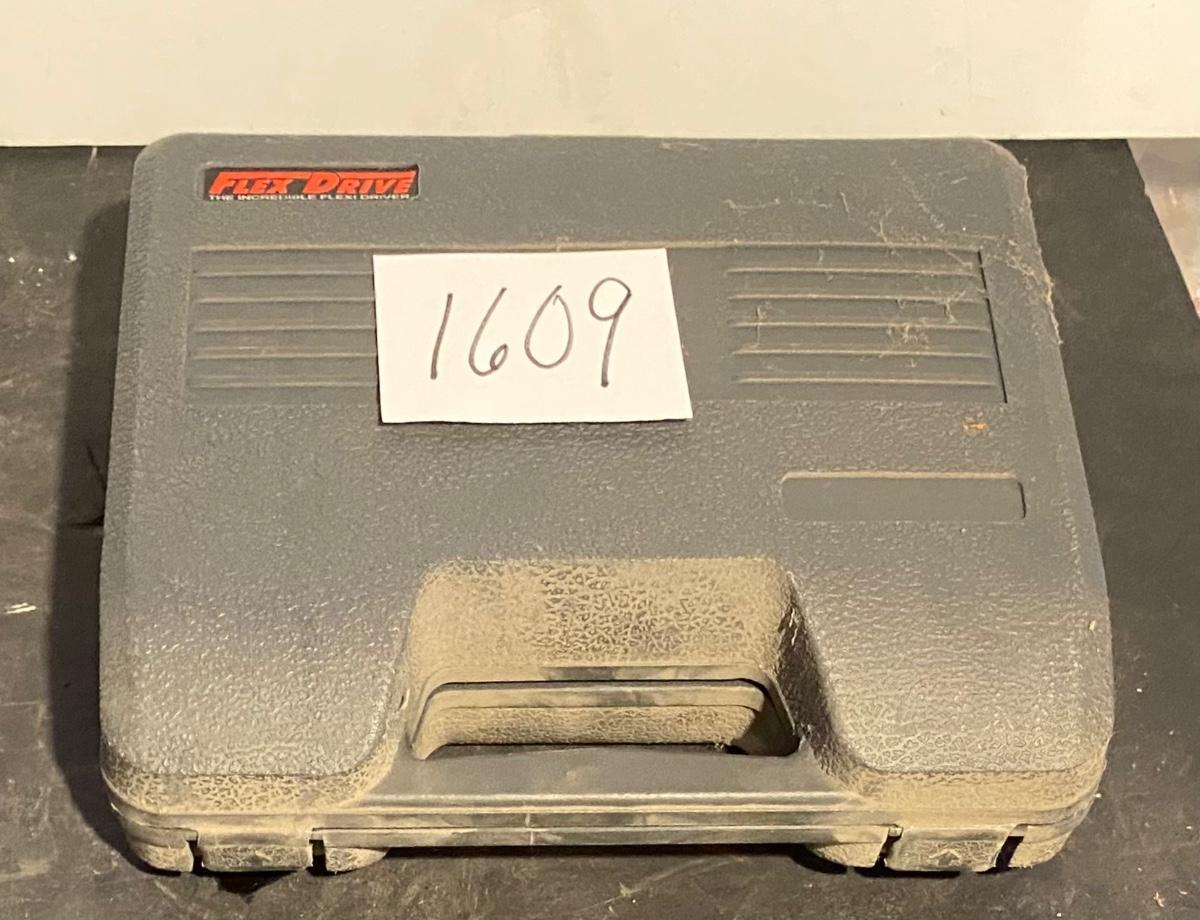 FLEX DRIVE
THE INCREDIBLE FLEXI DRIVER
1609